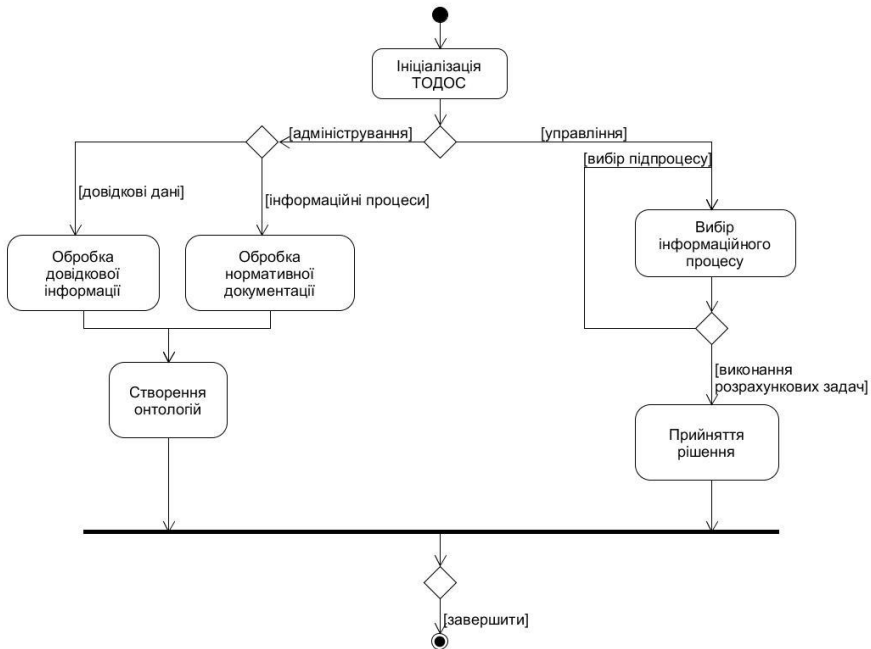 Ініціалізація
ТОДОС
[адміністрування]
[управління]
[вибір підпроцесу]
[довідкові дані]
[інформаційні процеси]
Вибір
інформаційного
процесу
Обробка
довідкової
інформації
Обробка
нормативної
документації
[виконання
розрахункових задач]
Створення
онтологій
Прийняття
рішення
[завершити]